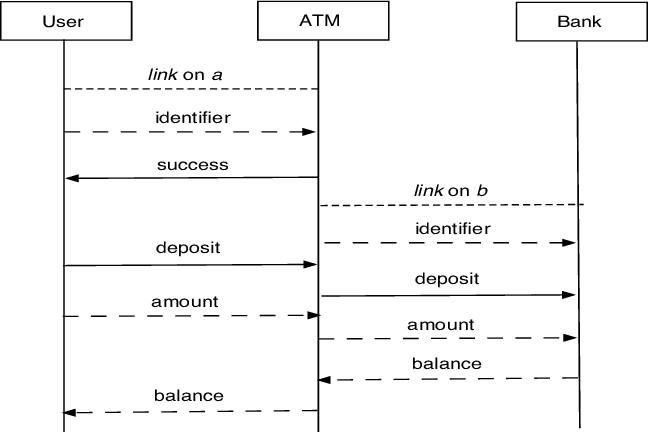 User
ATM
Bank
link on a
identifier
success
link on b
identifier
deposit
deposit
amount
amount
balance
balance